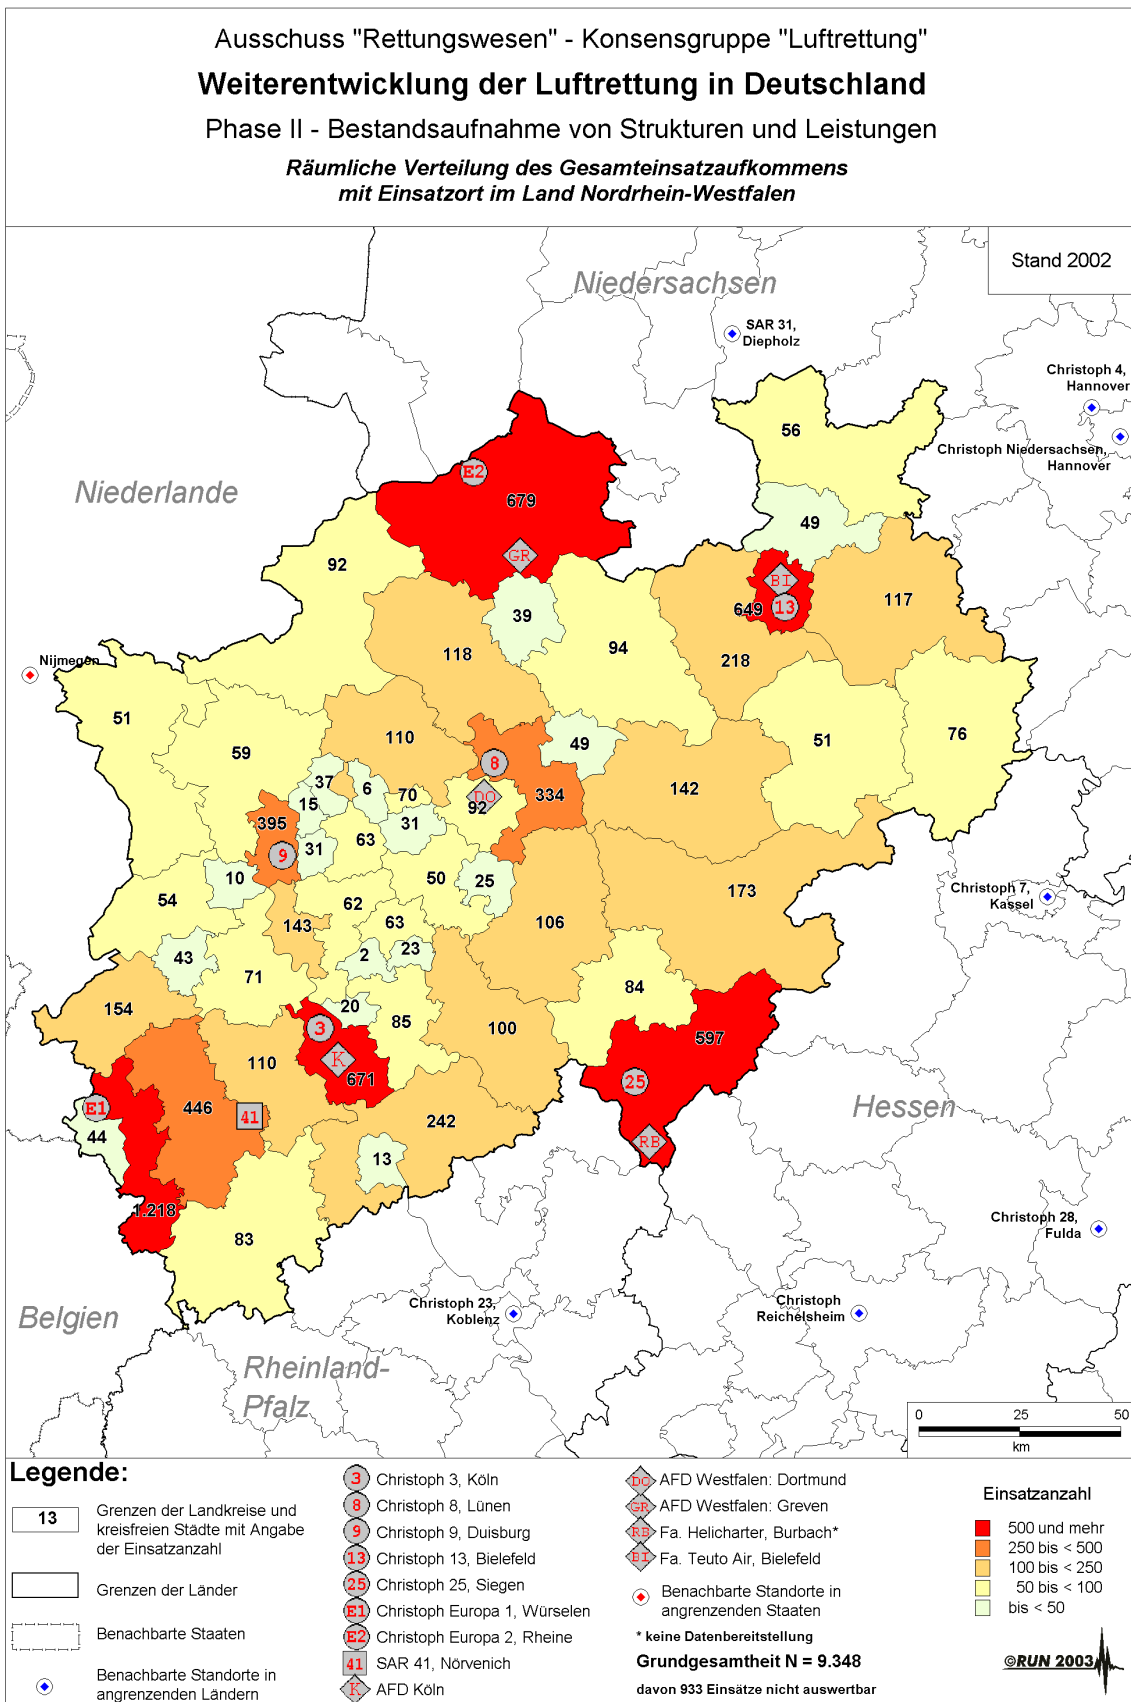 Ausschuss "Rettungswesen" - Konsensgruppe "Luftrettung"
Weiterentwicklung der Luftrettung in Deutschland
Phase II - Bestandsaufnahme von Strukturen und Leistungen
Räumliche Verteilung des Gesamteinsatzaufkommens
mit Einsatzort im Land Nordrhein-Westfalen
Stand 2002
Niedersachsen
SAR 31,
Diepholz
Christoph 4,
Hannover
Christoph Niedersachsen,
Hannover
56
E2
Niederlande
679
49
GR
92
BI
117
39
649
13
118
94
218
Nijmegen
51
76
59
110
49
51
8
37
6
142
15
70
DO
334
92
395
31
63
31
9
10
50
25
173
54
62
Christoph 7,
Kassel
143
63
106
43
2
23
71
84
154
20
85
100
3
597
110
K
671
25
446
E1
41
Hessen
44
242
RB
13
1.218
83
Christoph 28,
Fulda
Belgien
Christoph 23,
Koblenz
Christoph
Reichelsheim
Rheinland-
Pfalz
0 25 50
km
Legende:
13
Grenzen der Landkreise und
kreisfreien Städte mit Angabe
der Einsatzanzahl
Grenzen der Länder
Benachbarte Staaten
Benachbarte Standorte in
angrenzenden Ländern
3 Christoph 3, Köln
8 Christoph 8, Lünen
9 Christoph 9, Duisburg
13 Christoph 13, Bielefeld
25 Christoph 25, Siegen
E1 Christoph Europa 1, Würselen
E2 Christoph Europa 2, Rheine
41 SAR 41, Nörvenich
K AFD Köln
DO AFD Westfalen: Dortmund
GR AFD Westfalen: Greven
RB Fa. Helicharter, Burbach*
BI Fa. Teuto Air, Bielefeld
Benachbarte Standorte in
angrenzenden Staaten
* keine Datenbereitstellung
Grundgesamtheit N = 9.348
davon 933 Einsätze nicht auswertbar
Einsatzanzahl
500 und mehr
250 bis < 500
100 bis < 250
50 bis < 100
bis < 50
©RUN 2003